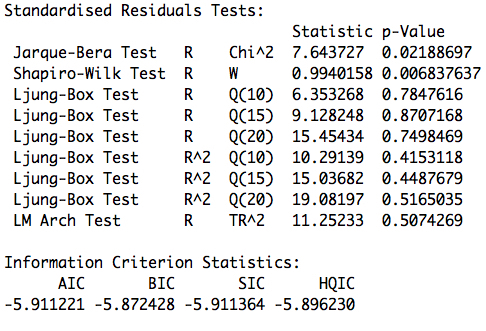 Standardised Residuals Tests:
Statistic p-Value
Jarque-Bera Test R Chi^2 7.643727 0.02188697
Shapiro-Wilk Test R W 0.9940158 0.006837637
Ljung-Box Test R Q(10) 6.353268 0.7847616
Ljung-Box Test R Q(15) 9.128248 0.8707168
Ljung-Box Test R Q(20) 15.45434 0.7498469
Ljung-Box Test R^2 Q(10) 10.29139 0.4153118
Ljung-Box Test R^2 Q(15) 15.03682 0.4487679
Ljung-Box Test R^2 Q(20) 19.08197 0.5165035
LM Arch Test R TR^2 11.25233 0.5074269
Information Criterion Statistics:
AIC BIC SIC HQIC
-5.911221 -5.872428 -5.911364 -5.896230